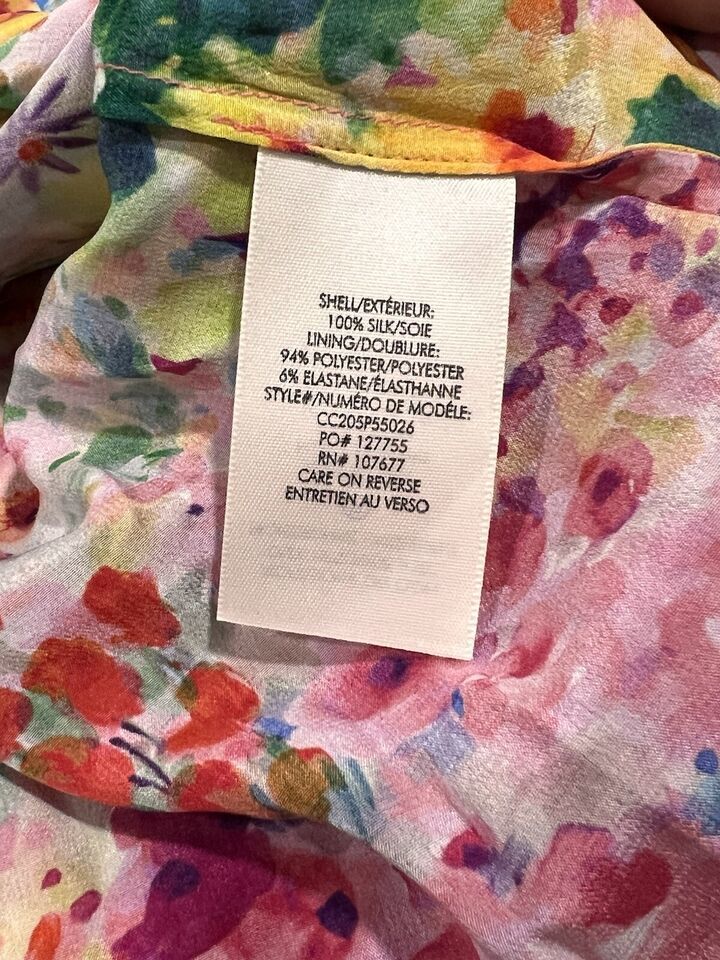 SHELL/EXTÉRIEUR:
100% SILK/SOIE
LINING/DOUBLURE:
94% POLYESTER/POLYESTER
6% ELASTANE/ÉLASTHANNE
STYLE#/NUMÉRO DE MODÈLE:
CC205P55026
PO# 127755
RN# 107677
CARE ON REVERSE
ENTRETIEN AU VERSO